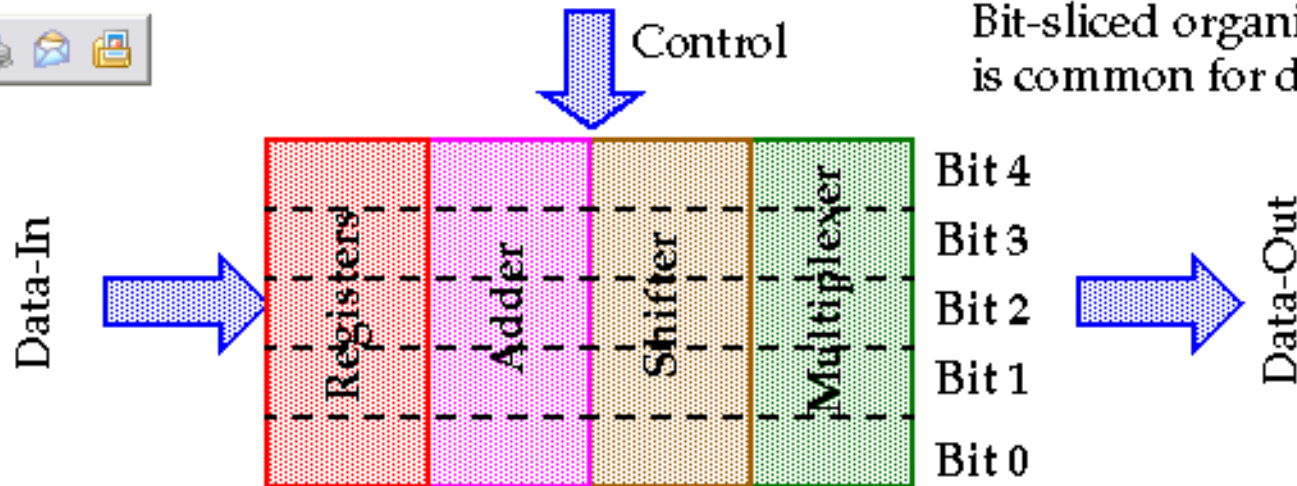 Control
Bit-sliced
is common for
Data-In
Registers
Adder
Shifter
Multiplexer
Bit 4
Bit 3
Bit 2
Bit 1
Bit 0
Data-Out